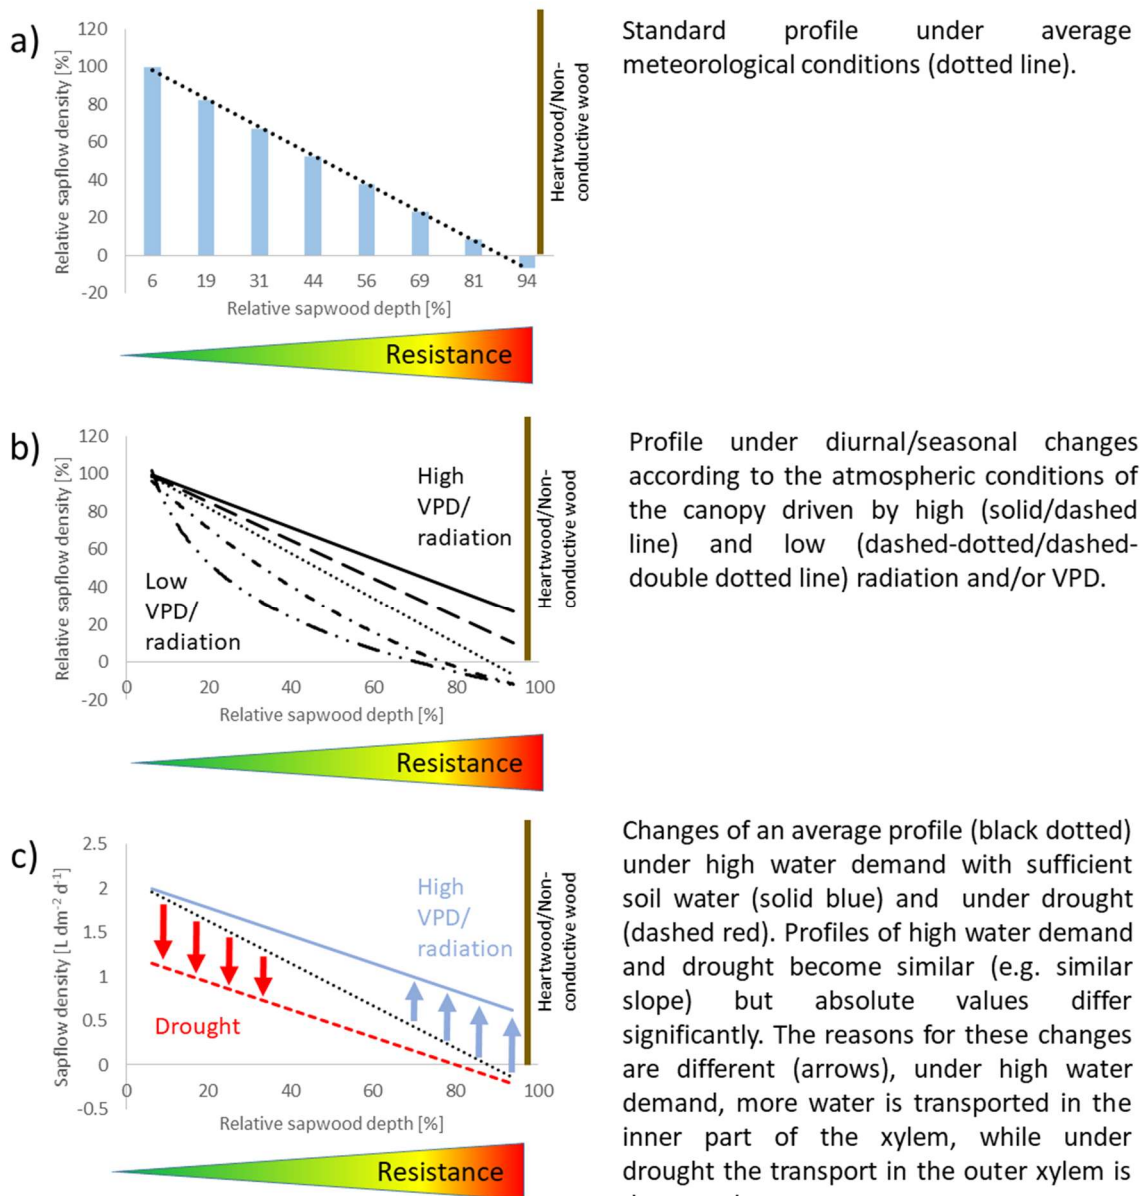 a)
120
100
80
60
40
20
0
-20
Relative sapflow density [%]
6 19 31 44 56 69 81 94
Relative sapwood depth [%]
Heartwood/Non-
conductive wood
Resistance
Standard profile under average
meteorological conditions (dotted line).
b)
120
100
80
60
40
20
0
-20
Relative sapflow density [%]
High
VPD/
radiation
Low
VPD/
radiation
0 20 40 60 80 100
Relative sapwood depth [%]
Heartwood/Non-
conductive wood
Resistance
Profile under diurnal/seasonal changes
according to the atmospheric conditions of
the canopy driven by high (solid/dashed
line) and low (dashed-dotted/dashed-
double dotted line) radiation and/or VPD.
c)
2.5
2
1.5
1
0.5
0
-0.5
Sapflow density [L dm⁻² d⁻¹]
High
VPD/
radiation
Drought
0 20 40 60 80 100
Relative sapwood depth [%]
Heartwood/Non-
conductive wood
Resistance
Changes of an average profile (black dotted)
under high water demand with sufficient
soil water (solid blue) and under drought
(dashed red). Profiles of high water demand
and drought become similar (e.g. similar
slope) but absolute values differ
significantly. The reasons for these changes
are different (arrows), under high water
demand, more water is transported in the
inner part of the xylem, while under
drought the transport in the outer xylem is